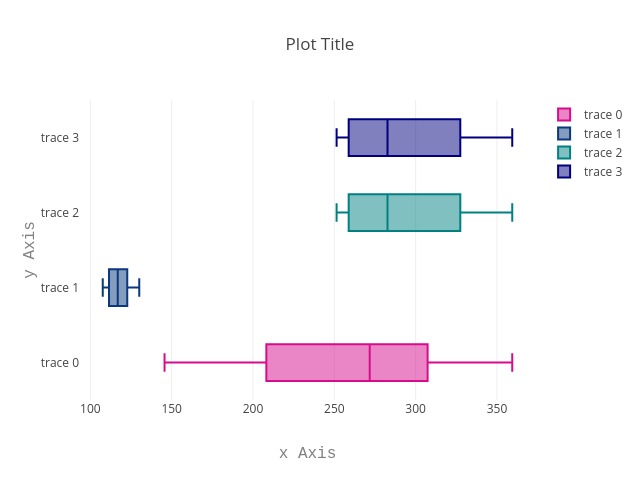 Plot Title
trace 3
trace 2
trace 1
trace 0
y Axis
100 150 200 250 300 350
x Axis
trace 0
trace 1
trace 2
trace 3